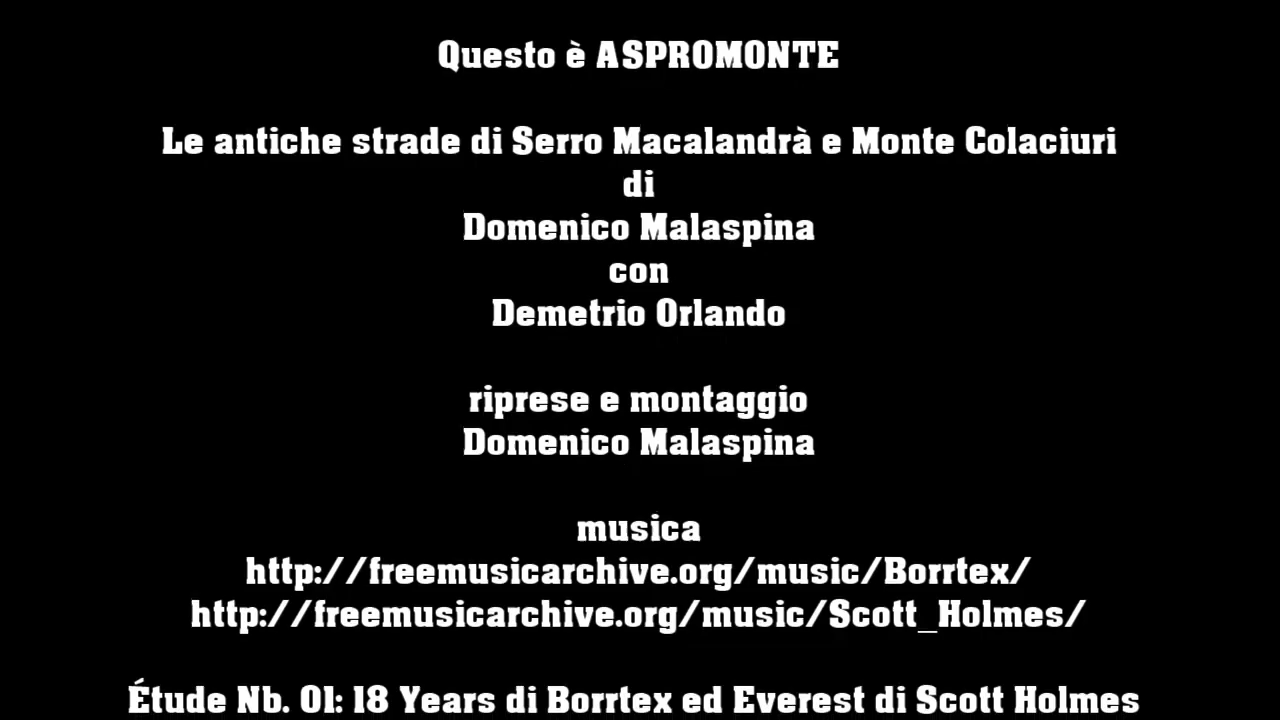 Questo è ASPROMONTE
Le antiche strade di Serro Macalandrà e Monte Colaciuri
di
Domenico Malaspina
con
Demetrio Orlando
riprese e montaggio
Domenico Malaspina
musica
http://freemusicarchive.org/music/Borrtex/
http://freemusicarchive.org/music/Scott_Holmes/
Étude Nb. 01: 18 Years di Borrtex ed Everest di Scott Holmes